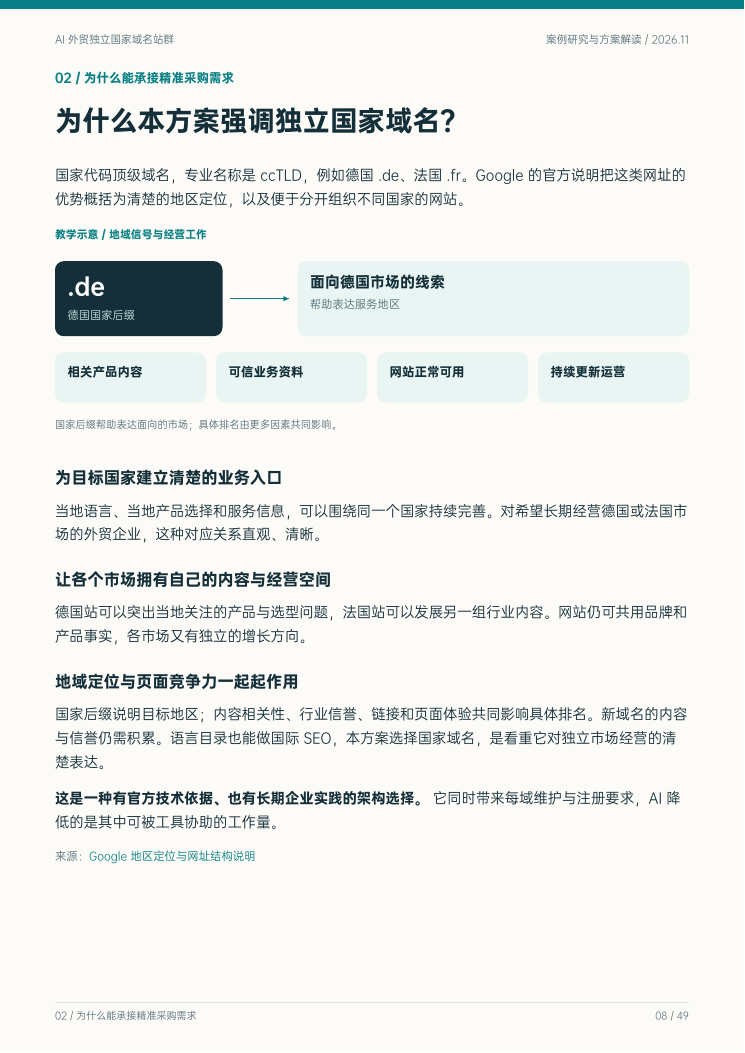 AI 外贸独立国家域名站群
案例研究与方案解读 / 2026.11
02 / 为什么能承接精准采购需求
为什么本方案强调独立国家域名？
国家代码顶级域名，专业名称是 ccTLD，例如德国 .de、法国 .fr。Google 的官方说明把这类网址的
优势概括为清楚的地区定位，以及便于分开组织不同国家的网站。
教学示意 / 地域信号与经营工作
.de
德国国家后缀
面向德国市场的线索
帮助表达服务地区
相关产品内容
可信业务资料
网站正常可用
持续更新运营
国家后缀帮助表达面向的市场；具体排名由更多因素共同影响。
为目标国家建立清楚的业务入口
当地语言、当地产品选择和服务信息，可以围绕同一个国家持续完善。对希望长期经营德国或法国市
场的外贸企业，这种对应关系直观、清晰。
让各个市场拥有自己的内容与经营空间
德国站可以突出当地关注的产品与选型问题，法国站可以发展另一组行业内容。网站仍可共用品牌和
产品事实，各市场又有独立的增长方向。
地域定位与页面竞争力一起起作用
国家后缀说明目标地区；内容相关性、行业信誉、链接和页面体验共同影响具体排名。新域名的内容
与信誉仍需积累。语言目录也能做国际 SEO，本方案选择国家域名，是看重它对独立市场经营的清
楚表达。
这是一种有官方技术依据、也有长期企业实践的架构选择。 它同时带来每域维护与注册要求，AI 降
低的是其中可被工具协助的工作量。
来源：Google 地区定位与网址结构说明
02 / 为什么能承接精准采购需求
08 / 49